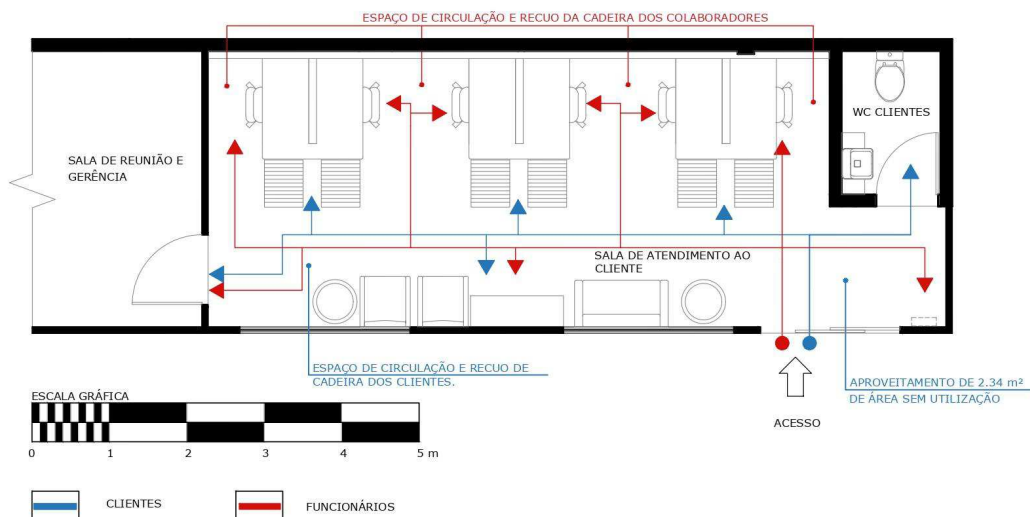 ESPAÇO DE CIRCULAÇÃO E RECUO DA CADEIRA DOS COLABORADORES
WC CLIENTES
SALA DE REUNIÃO E
GERÊNCIA
SALA DE ATENDIMENTO AO
CLIENTE
ESPAÇO DE CIRCULAÇÃO E RECUO DE
CADEIRA DOS CLIENTES.
APROVEITAMENTO DE 2.34 m²
DE ÁREA SEM UTILIZAÇÃO
ACESSO
ESCALA GRÁFICA
0 1 2 3 4 5 m
CLIENTES
FUNCIONÁRIOS